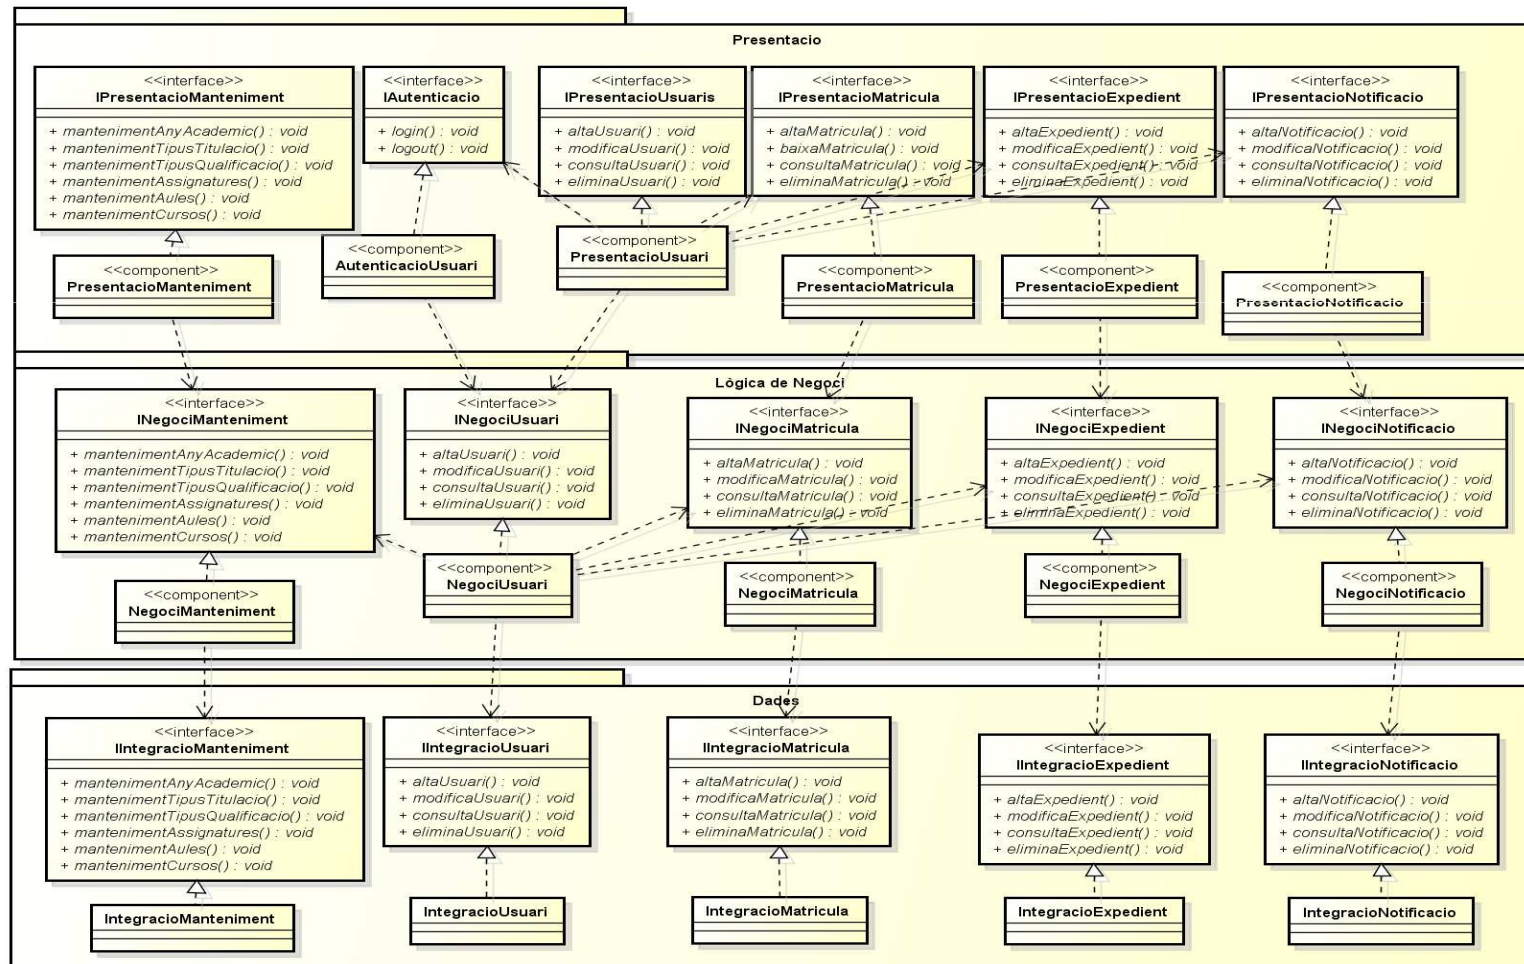 Presentacio
<<interface>>
IPresentacioManteniment
+ mantenimentAnyAcademic() : void
+ mantenimentTipusTitulacio() : void
+ mantenimentTipusQualificacio() : void
+ mantenimentAssignatures() : void
+ mantenimentAules() : void
+ mantenimentCursos() : void
<<interface>>
IAutenticacio
+ login() : void
+ logout() : void
<<interface>>
IPresentacioUsuaris
+ altaUsuari() : void
+ modificaUsuari() : void
+ consultaUsuari() : void
+ eliminaUsuari() : void
<<interface>>
IPresentacioMatricula
+ altaMatricula() : void
+ baixaMatricula() : void
+ consultaMatricula() : void
+ eliminaMatricula() : void
<<interface>>
IPresentacioExpedient
+ altaExpedient() : void
+ modificaExpedient() : void
+ consultaExpedient() : void
+ eliminaExpedient() : void
<<interface>>
IPresentacioNotificacio
+ altaNotificacio() : void
+ modificaNotificacio() : void
+ consultaNotificacio() : void
+ eliminaNotificacio() : void
<<component>>
PresentacioManteniment
<<component>>
AutenticacioUsuari
<<component>>
PresentacioUsuari
<<component>>
PresentacioMatricula
<<component>>
PresentacioExpedient
<<component>>
PresentacioNotificacio
Lògica de Negoci
<<interface>>
INegociManteniment
+ mantenimentAnyAcademic() : void
+ mantenimentTipusTitulacio() : void
+ mantenimentTipusQualificacio() : void
+ mantenimentAssignatures() : void
+ mantenimentAules() : void
+ mantenimentCursos() : void
<<interface>>
INegociUsuari
+ altaUsuari() : void
+ modificaUsuari() : void
+ consultaUsuari() : void
+ eliminaUsuari() : void
<<interface>>
INegociMatricula
+ altaMatricula() : void
+ modificaMatricula() : void
+ consultaMatricula() : void
+ eliminaMatricula() : void
<<interface>>
INegociExpedient
+ altaExpedient() : void
+ modificaExpedient() : void
+ consultaExpedient() : void
+ eliminaExpedient() : void
<<interface>>
INegociNotificacio
+ altaNotificacio() : void
+ modificaNotificacio() : void
+ consultaNotificacio() : void
+ eliminaNotificacio() : void
<<component>>
NegociManteniment
<<component>>
NegociUsuari
<<component>>
NegociMatricula
<<component>>
NegociExpedient
<<component>>
NegociNotificacio
Dades
<<interface>>
IIntegracioManteniment
+ mantenimentAnyAcademic() : void
+ mantenimentTipusTitulacio() : void
+ mantenimentTipusQualificacio() : void
+ mantenimentAssignatures() : void
+ mantenimentAules() : void
+ mantenimentCursos() : void
<<interface>>
IIntegracioUsuari
+ altaUsuari() : void
+ modificaUsuari() : void
+ consultaUsuari() : void
+ eliminaUsuari() : void
<<interface>>
IIntegracioMatricula
+ altaMatricula() : void
+ modificaMatricula() : void
+ consultaMatricula() : void
+ eliminaMatricula() : void
<<interface>>
IIntegracioExpedient
+ altaExpedient() : void
+ modificaExpedient() : void
+ consultaExpedient() : void
+ eliminaExpedient() : void
<<interface>>
IIntegracioNotificacio
+ altaNotificacio() : void
+ modificaNotificacio() : void
+ consultaNotificacio() : void
+ eliminaNotificacio() : void
IntegracioManteniment
IntegracioUsuari
IntegracioMatricula
IntegracioExpedient
IntegracioNotificacio